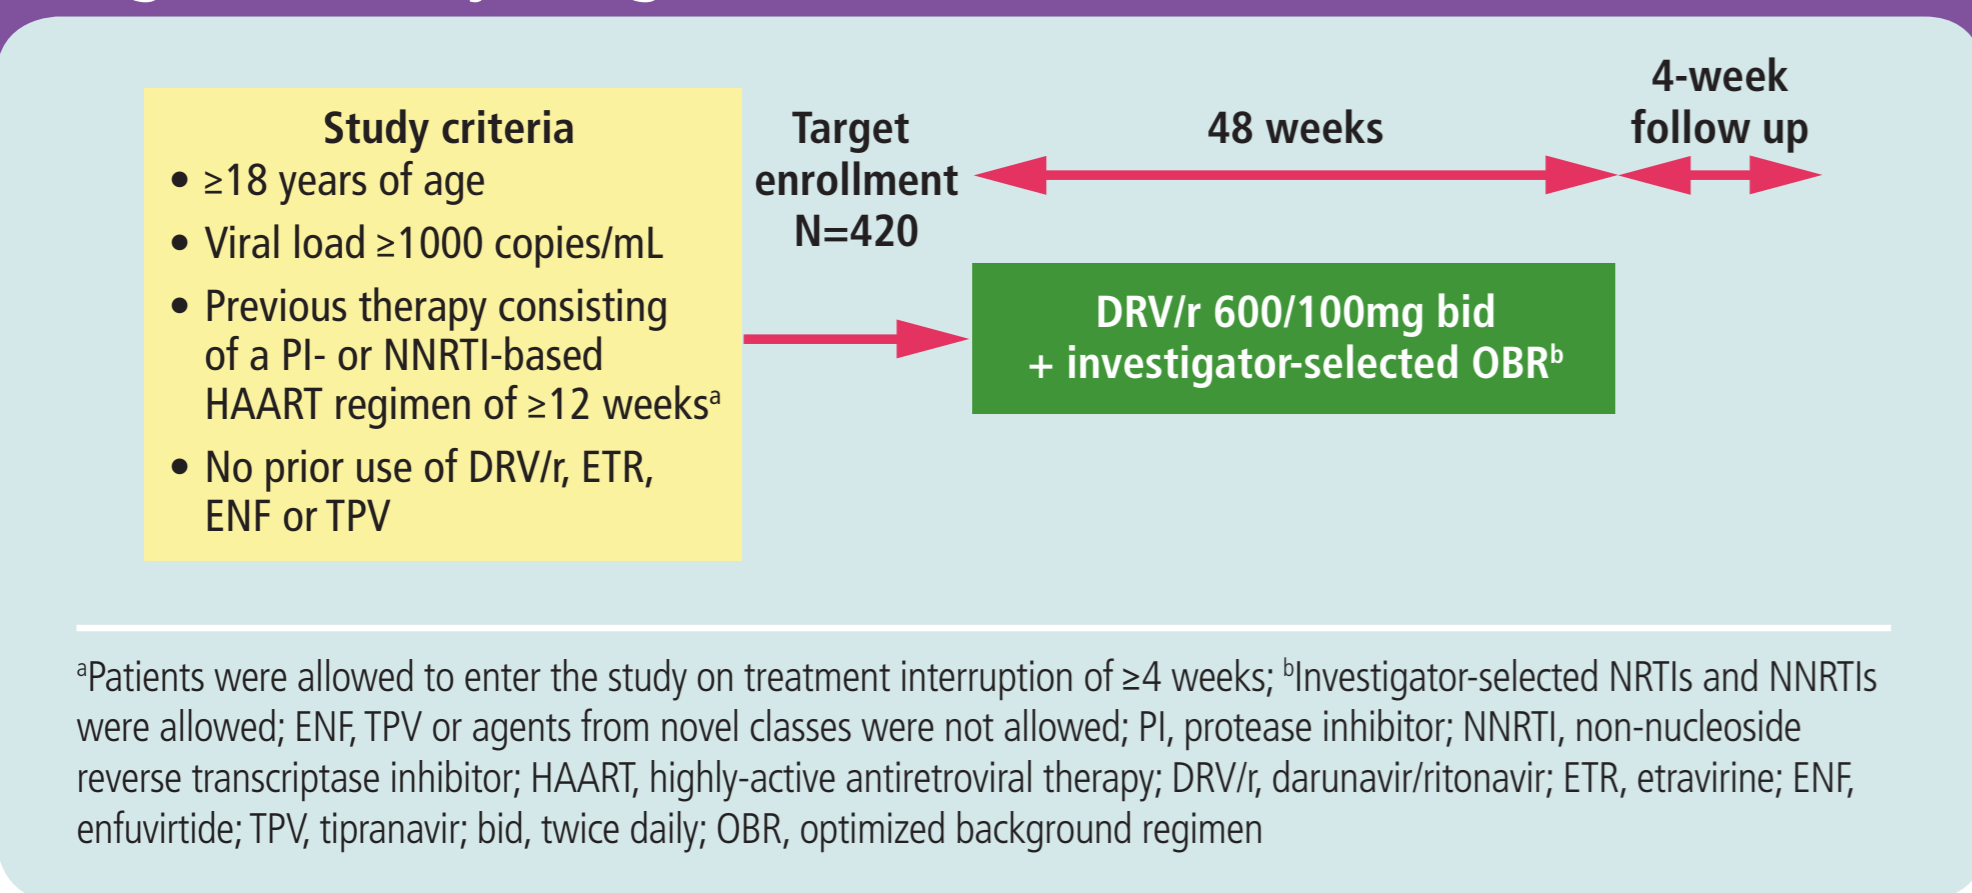 Study criteria
• ≥18 years of age
• Viral load ≥1000 copies/mL
• Previous therapy consisting
of a PI- or NNRTI-based
HAART regimen of ≥12 weeksᵃ
• No prior use of DRV/r, ETR,
ENF or TPV
Target
enrollment
N=420
48 weeks
4-week
follow up
DRV/r 600/100mg bid
+ investigator-selected OBRᵇ
ᵃPatients were allowed to enter the study on treatment interruption of ≥4 weeks; ᵇInvestigator-selected NRTIs and NNRTIs
were allowed; ENF, TPV or agents from novel classes were not allowed; PI, protease inhibitor; NNRTI, non-nucleoside
reverse transcriptase inhibitor; HAART, highly-active antiretroviral therapy; DRV/r, darunavir/ritonavir; ETR, etravirine; ENF,
enfuvirtide; TPV, tipranavir; bid, twice daily; OBR, optimized background regimen